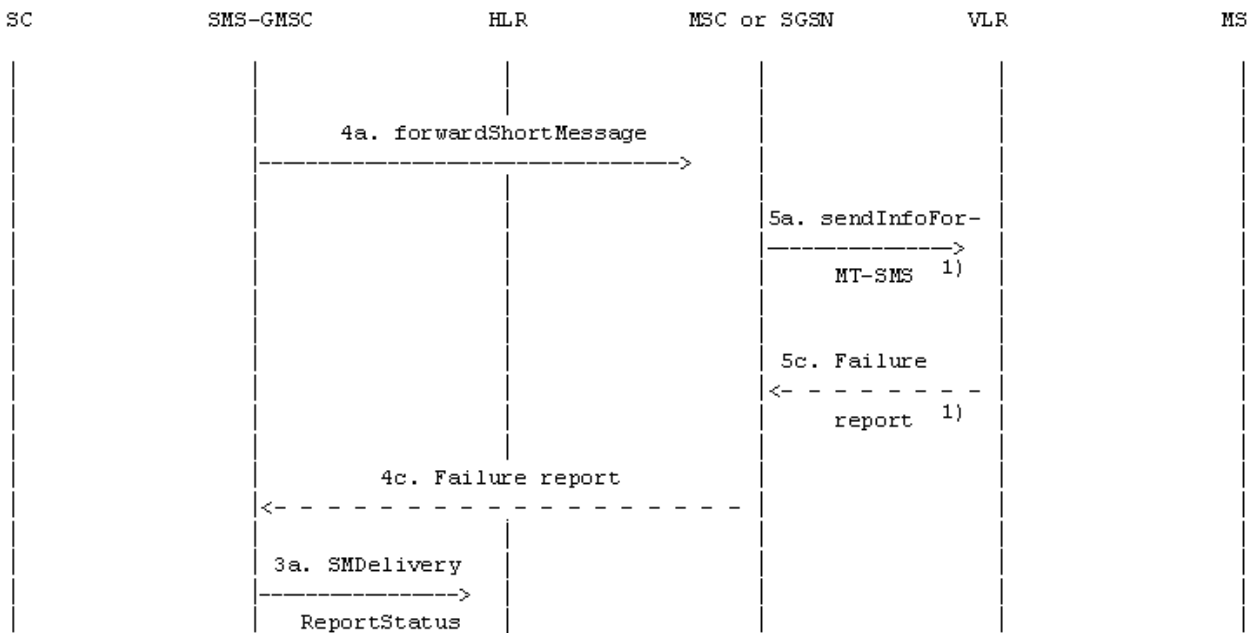 SC SMS-GMSC HLR MSC or SGSN VLR MS
4a. forwardShortMessage
5a. sendInfoFor-
MT-SMS 1)
5c. Failure
report 1)
4c. Failure report
3a. SMDelivery
ReportStatus